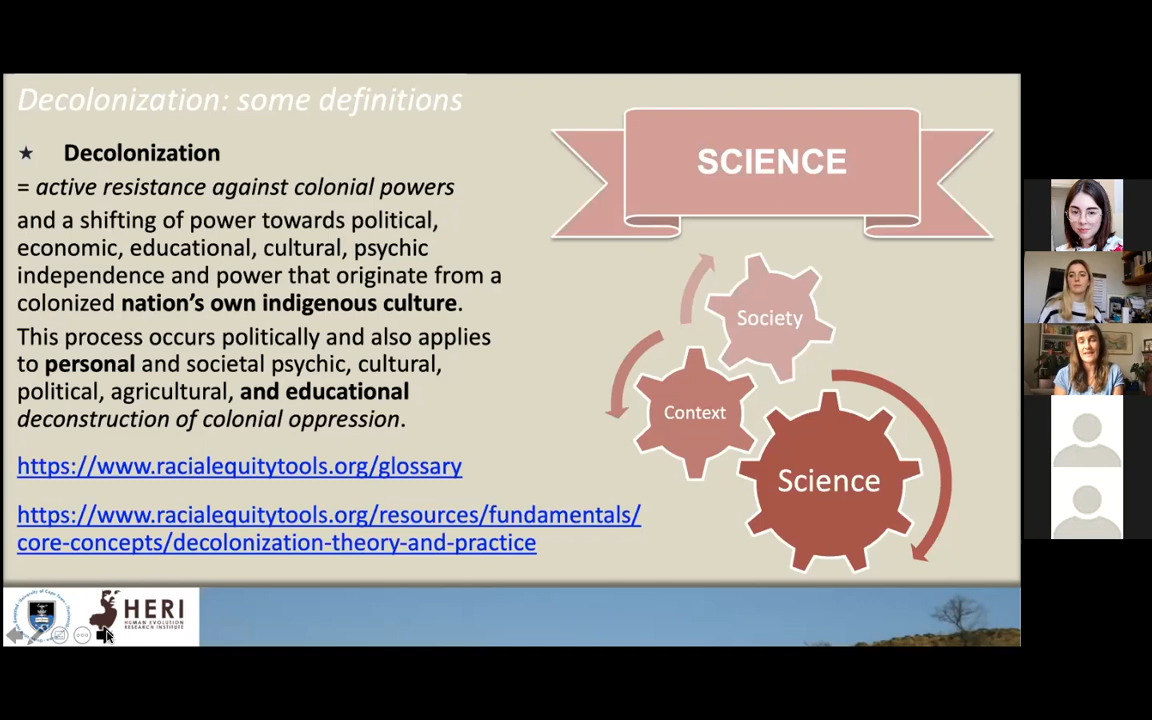 Decolonization: some definitions
★ Decolonization
= active resistance against colonial powers
and a shifting of power towards political,
economic, educational, cultural, psychic
independence and power that originate from a
colonized nation's own indigenous culture.
This process occurs politically and also applies
to personal and societal psychic, cultural,
political, agricultural, and educational
deconstruction of colonial oppression.
https://www.racialequitytools.org/glossary
https://www.racialequitytools.org/resources/fundamentals/
core-concepts/decolonization-theory-and-practice
SCIENCE
Society
Context
Science
HERI
HUMAN EVOLUTION
RESEARCH INSTITUTE